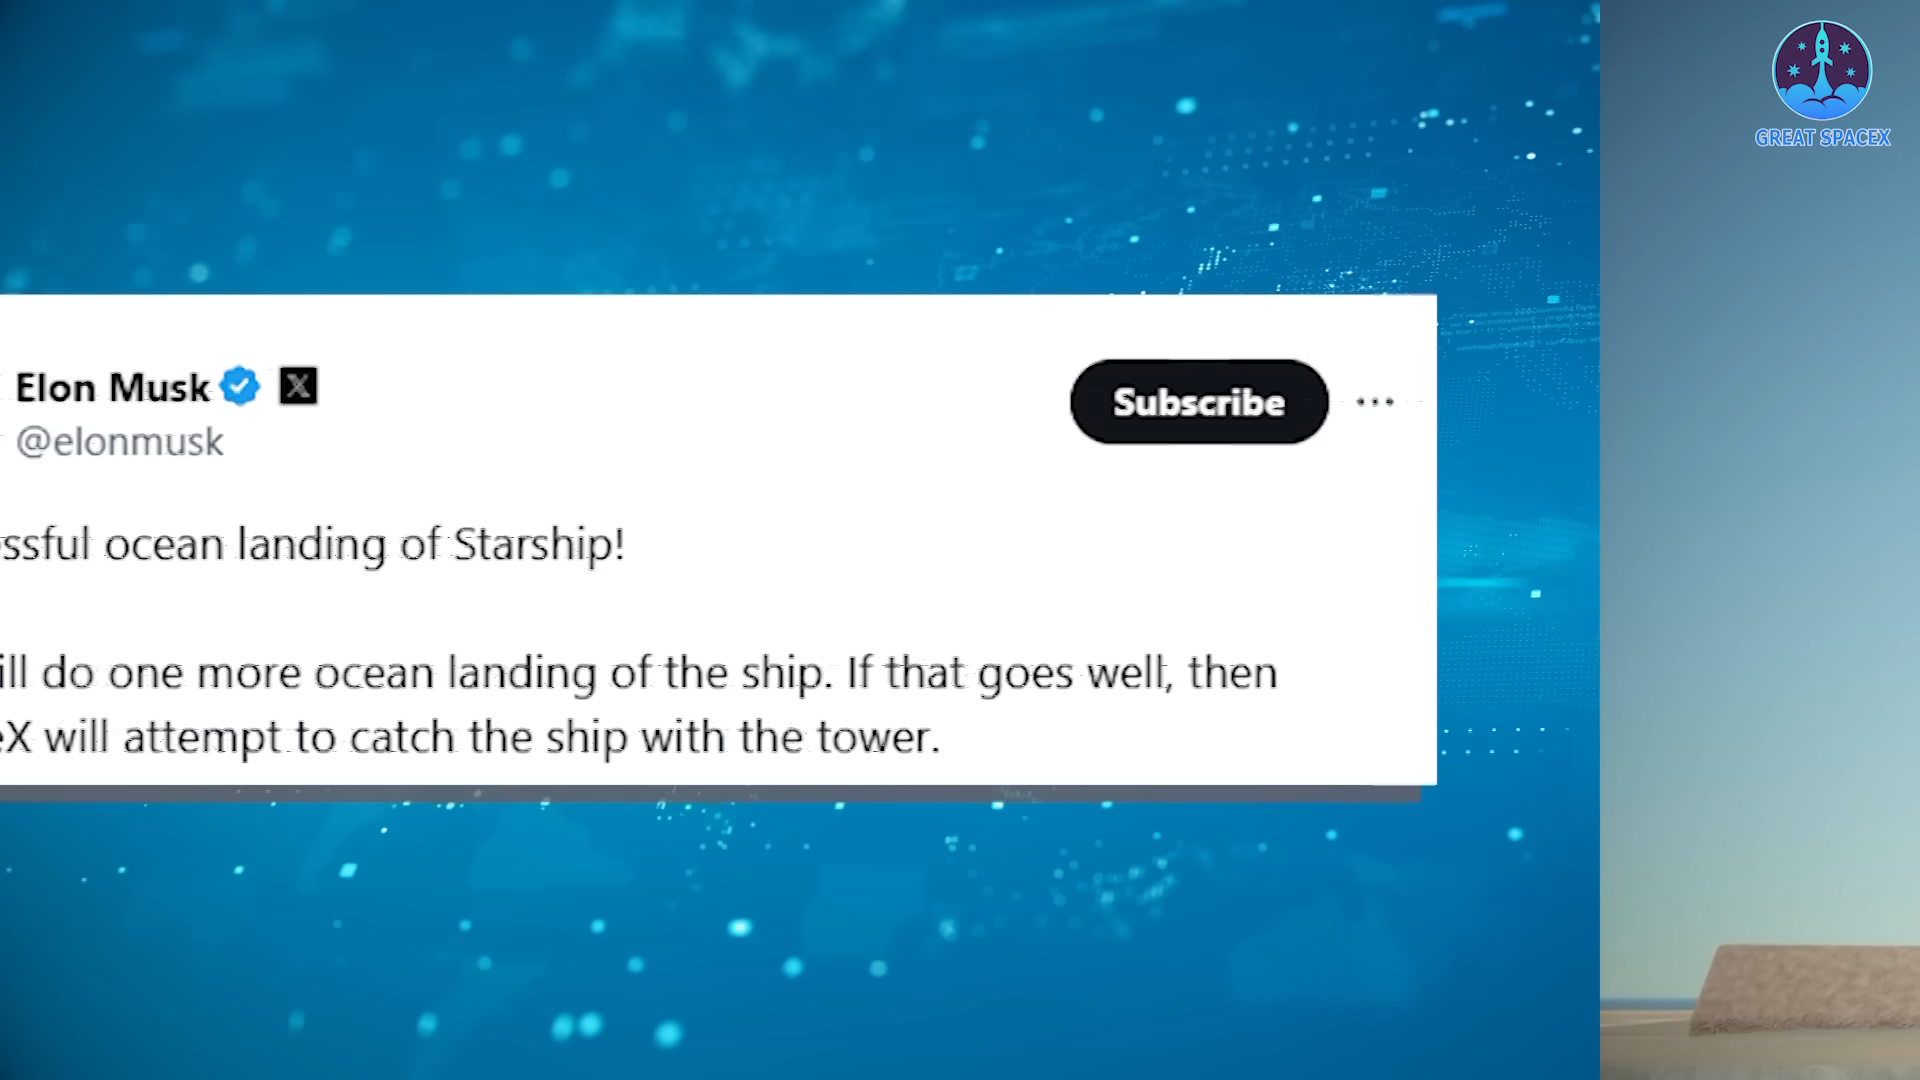 GREAT SPACEX
Elon Musk
Subscribe
@elonmusk
ssful ocean landing of Starship!
ill do one more ocean landing of the ship. If that goes well, then
eX will attempt to catch the ship with the tower.